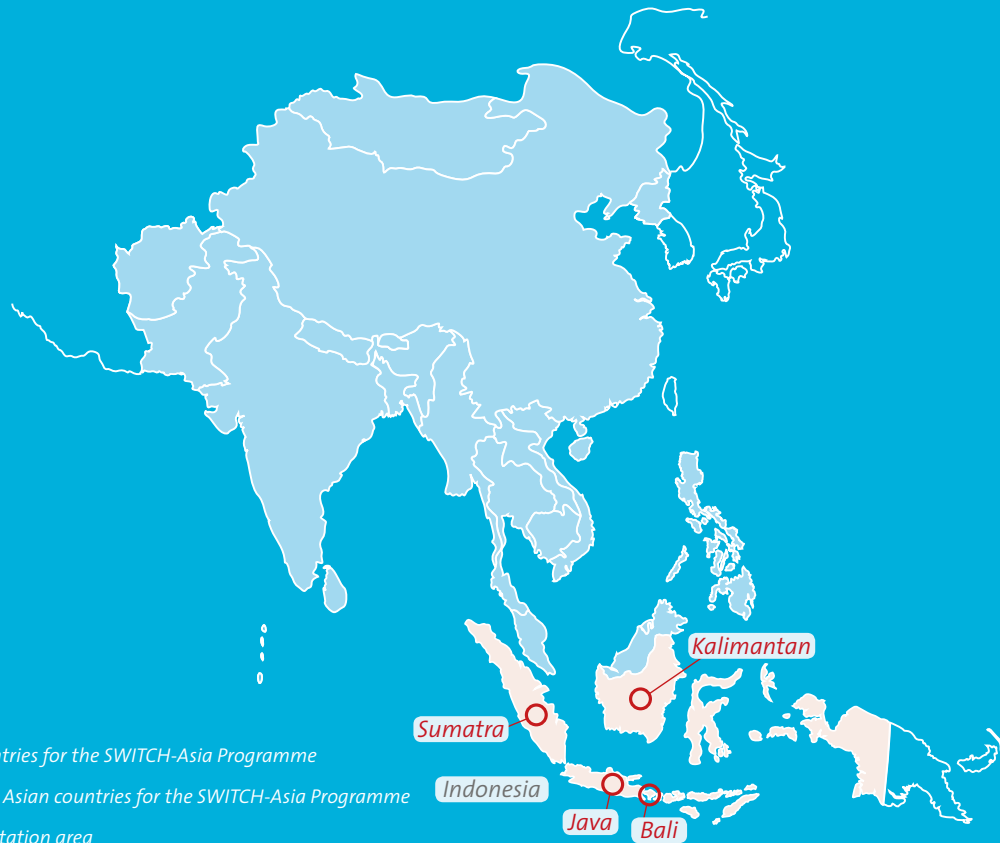 Kalimantan
Sumatra
ntries for the SWITCH-Asia Programme
Indonesia
Asian countries for the SWITCH-Asia Programme
Java
Bali
tation area